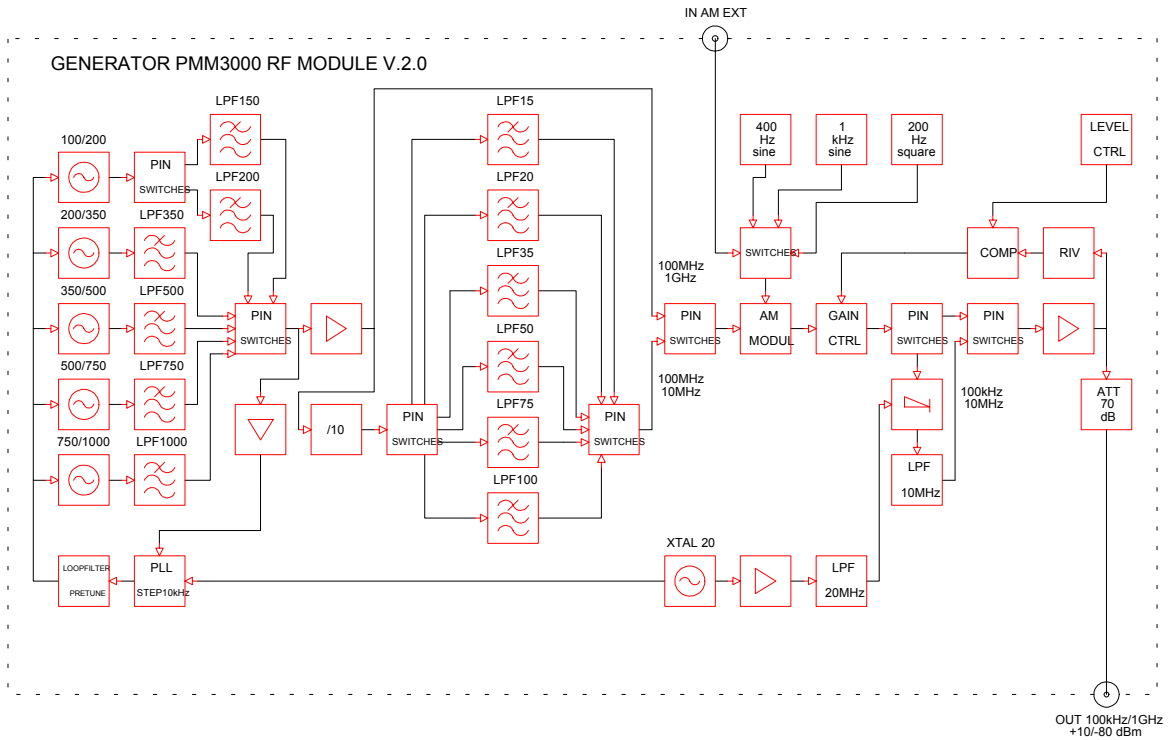 IN AM EXT
GENERATOR PMM3000 RF MODULE V.2.0
LPF150
LPF15
100/200
PIN
SWITCHES
400
Hz
sine
1
kHz
sine
200
Hz
square
LEVEL
CTRL
LPF200
LPF20
200/350
LPF350
LPF35
SWITCHES
COMP
RIV
100MHz
1GHz
350/500
LPF500
PIN
SWITCHES
LPF50
PIN
SWITCHES
AM
MODUL
GAIN
CTRL
PIN
SWITCHES
PIN
SWITCHES
500/750
LPF750
100MHz
10MHz
100kHz
10MHz
ATT
70
dB
LPF75
/10
PIN
SWITCHES
PIN
SWITCHES
750/1000
LPF1000
LPF100
LPF
10MHz
XTAL 20
LOOPFILTER
PRETUNE
PLL
STEP10kHz
LPF
20MHz
OUT 100kHz/1GHz
+10/-80 dBm